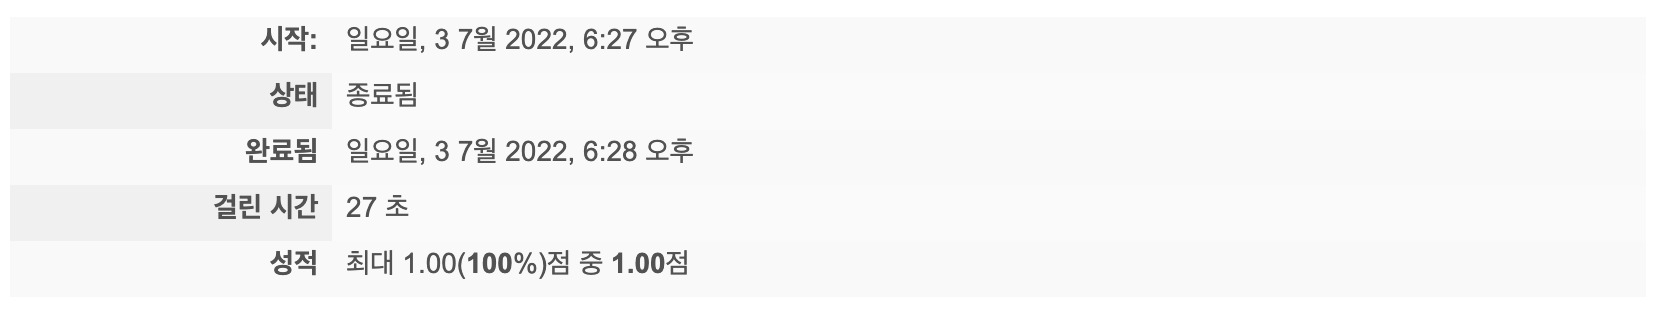 시작: 일요일, 3 7월 2022, 6:27 오후
상태 종료됨
완료됨 일요일, 3 7월 2022, 6:28 오후
걸린 시간 27 초
성적 최대 1.00(100%)점 중 1.00점